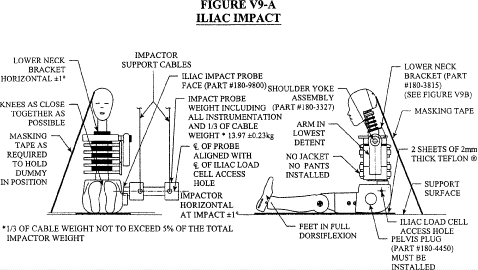 FIGURE V9-A
ILIAC IMPACT
LOWER NECK
BRACKET
HORIZONTAL ±1°
KNEES AS CLOSE
TOGETHER AS
POSSIBLE
MASKING
TAPE AS
REQUIRED
TO HOLD
DUMMY
IN POSITION
IMPACTOR
SUPPORT CABLES
ILIAC IMPACT PROBE
FACE (PART #180-9800)
IMPACT PROBE
WEIGHT INCLUDING
ALL INSTRUMENTATION
AND 1/3 OF CABLE
WEIGHT * 13.97 ±0.23kg
℄ OF PROBE
ALIGNED WITH
℄ OF ILIAC LOAD
CELL ACCESS
HOLE
IMPACTOR
HORIZONTAL
AT IMPACT ±1°
*1/3 OF CABLE WEIGHT NOT TO EXCEED 5% OF THE TOTAL
IMPACTOR WEIGHT
SHOULDER YOKE
ASSEMBLY
(PART #180-3327)
ARM IN
LOWEST
DETENT
NO JACKET
NO PANTS
INSTALLED
FEET IN FULL
DORSIFLEXION
LOWER NECK
BRACKET (PART
#180-3815)
(SEE FIGURE V9B)
MASKING TAPE
2 SHEETS OF 2mm
THICK TEFLON ®
SUPPORT
SURFACE
ILIAC LOAD CELL
ACCESS HOLE
PELVIS PLUG
(PART #180-4450)
MUST BE
INSTALLED